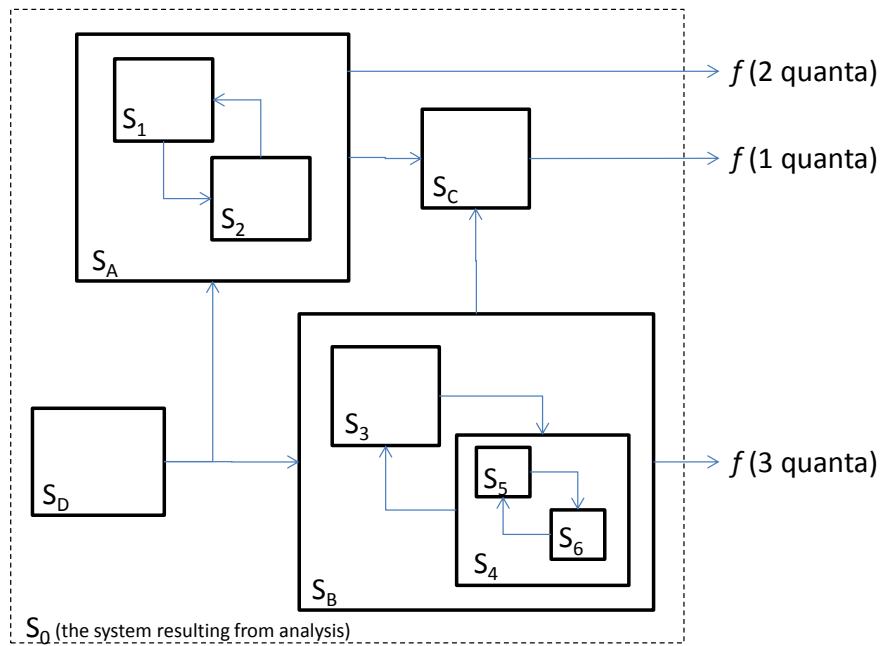 f (2 quanta)
S1
f (1 quanta)
S2
SC
SA
S3
S5
f (3 quanta)
SD
S6
S4
SB
S0 (the system resulting from analysis)